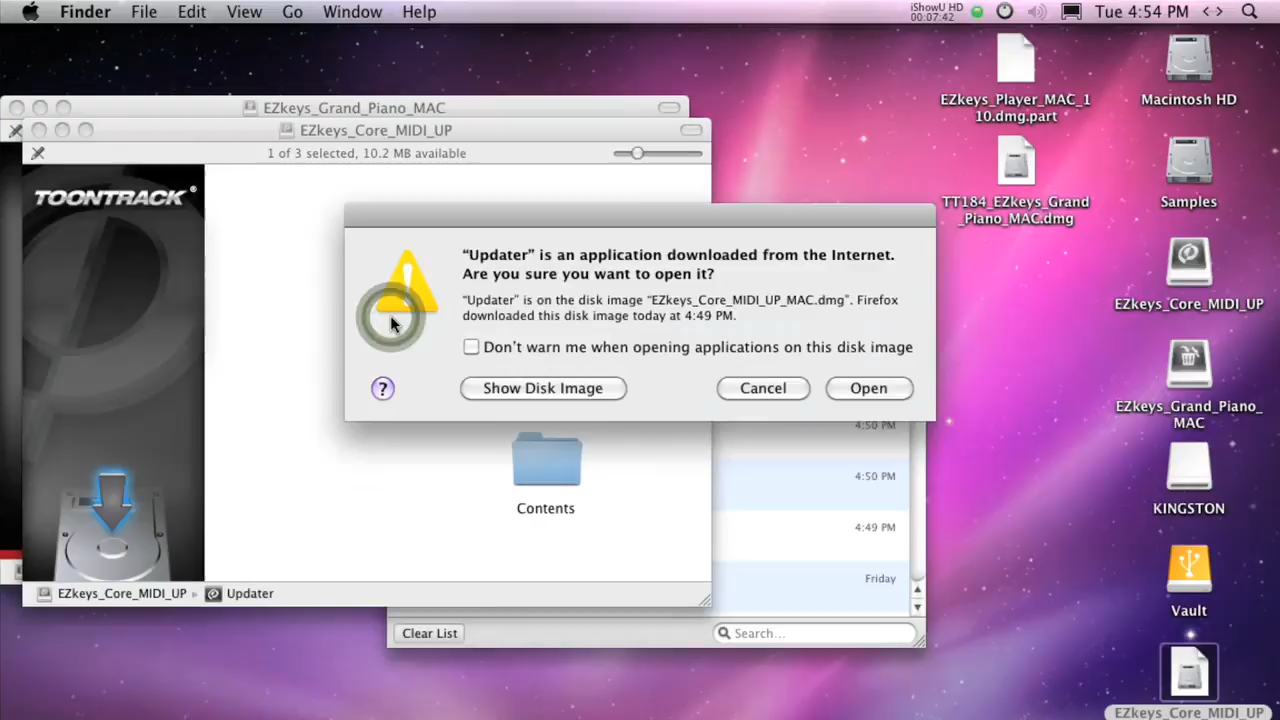 Finder File Edit View Go Window Help
iShowU HD
00:07:42
Tue 4:54 PM
EZkeys_Grand_Piano_MAC
EZkeys_Core_MIDI_UP
1 of 3 selected, 10.2 MB available
TOONTRACK®
“Updater” is an application downloaded from the Internet.
Are you sure you want to open it?
“Updater” is on the disk image “EZkeys_Core_MIDI_UP_MAC.dmg”. Firefox
downloaded this disk image today at 4:49 PM.
Don’t warn me when opening applications on this disk image
? Show Disk Image Cancel Open
4:50 PM
4:50 PM
4:49 PM
Friday
Contents
EZkeys_Core_MIDI_UP ▸ Updater
Clear List
Search...
EZkeys_Player_MAC_1
10.dmg.part
TT184_EZkeys_Grand
_Piano_MAC.dmg
Macintosh HD
Samples
EZkeys_Core_MIDI_UP
EZkeys_Grand_Piano_
MAC
KINGSTON
Vault
EZkeys_Core_MIDI_UP